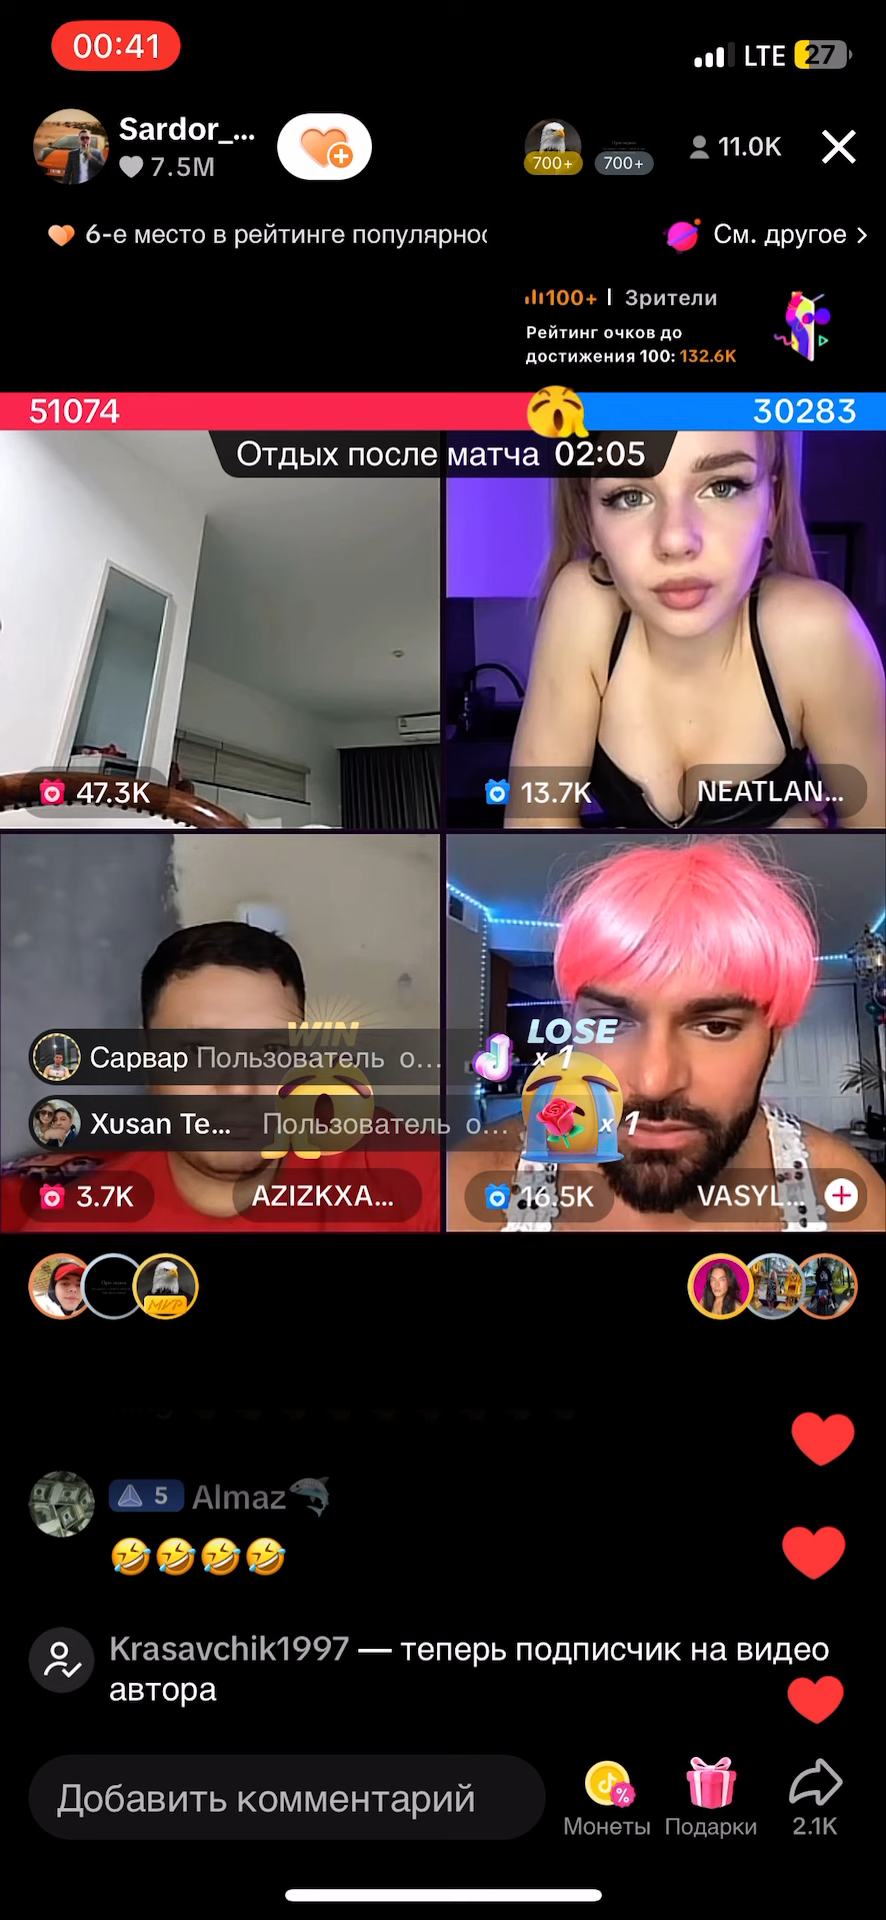 00:41
LTE 27
Sardor_...
7.5M
700+
700+
11.0K
6-е место в рейтинге популярнос
См. другое >
100+ | Зрители
Рейтинг очков до
достижения 100: 132.6K
51074
30283
Отдых после матча 02:05
47.3K
13.7K
NEATLAN...
WIN
LOSE
Сарвар Пользователь о...
x 1
Xusan Te... Пользователь о...
x 1
3.7K
AZIZKXA...
16.5K
VASYL...
МVP
5 Almaz
Krasavchik1997 — теперь подписчик на видео
автора
Добавить комментарий
Монеты
Подарки
2.1K